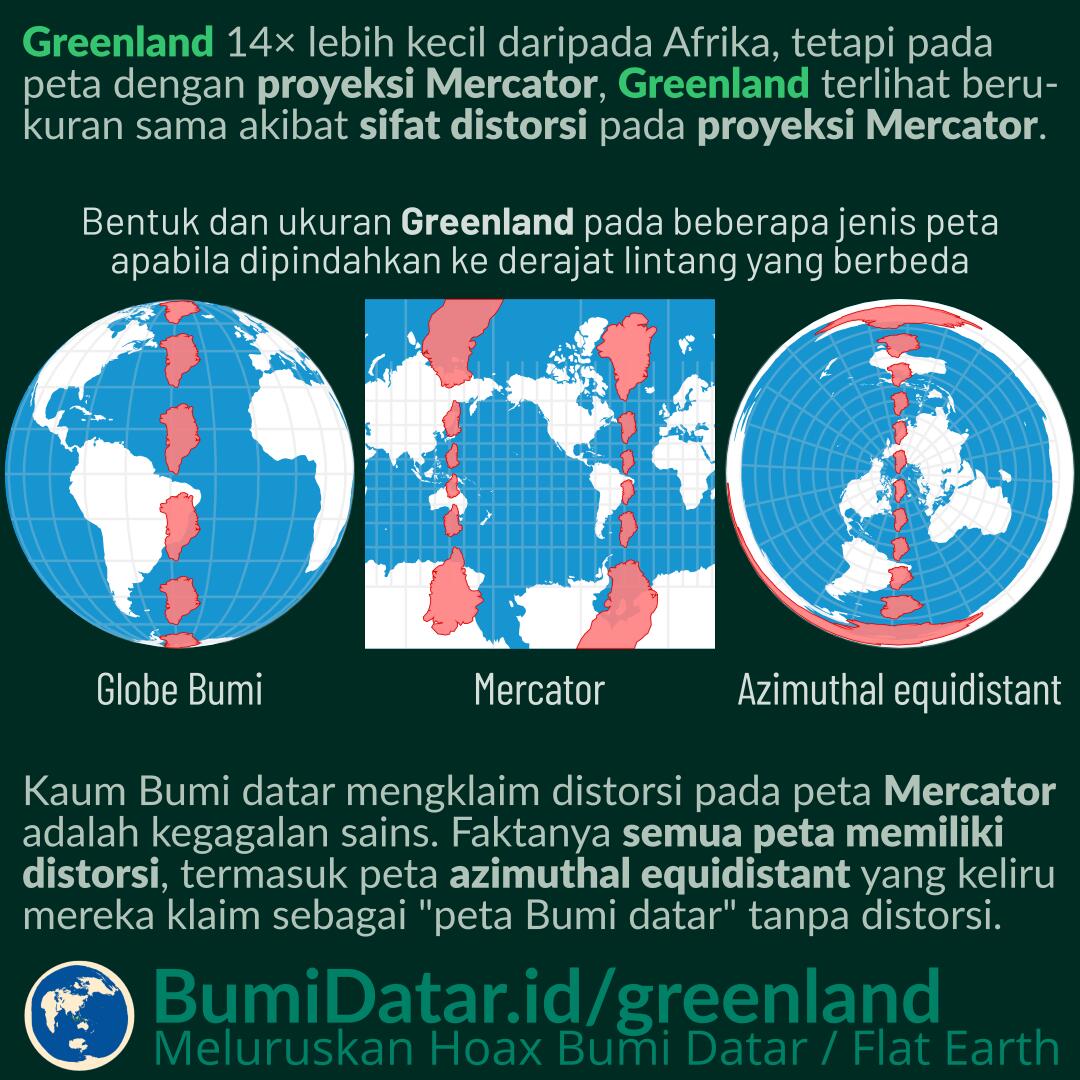 Greenland 14× lebih kecil daripada Afrika, tetapi pada
peta dengan proyeksi Mercator, Greenland terlihat beru-
kuran sama akibat sifat distorsi pada proyeksi Mercator.
Bentuk dan ukuran Greenland pada beberapa jenis peta
apabila dipindahkan ke derajat lintang yang berbeda
Globe Bumi
Mercator
Azimuthal equidistant
Kaum Bumi datar mengklaim distorsi pada peta Mercator
adalah kegagalan sains. Faktanya semua peta memiliki
distorsi, termasuk peta azimuthal equidistant yang keliru
mereka klaim sebagai "peta Bumi datar" tanpa distorsi.
BumiDatar.id/greenland
Meluruskan Hoax Bumi Datar / Flat Earth